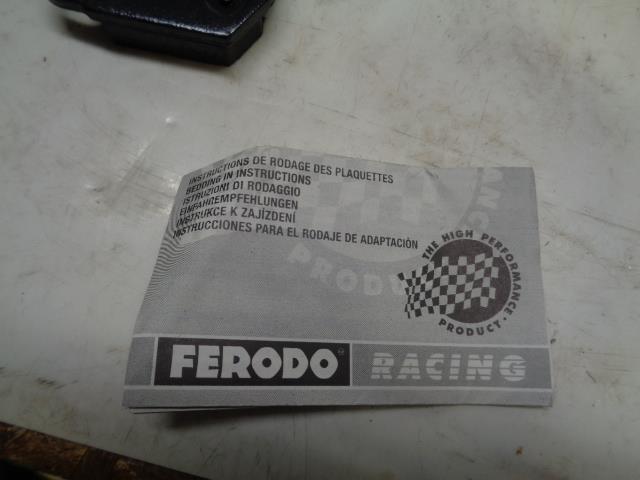 INSTRUCTIONS DE RODAGE DES PLAQUETTES
BEDDING IN INSTRUCTIONS
ISTRUZIONI DI RODAGGIO
EINFAHREMPFEHLUNGEN
INSTRUKCE K ZAJÍZDENÍ
INSTRUCCIONES PARA EL RODAJE DE ADAPTACIÓN
THE HIGH PERFORMANCE
PRODUCT
FERODO
RACING